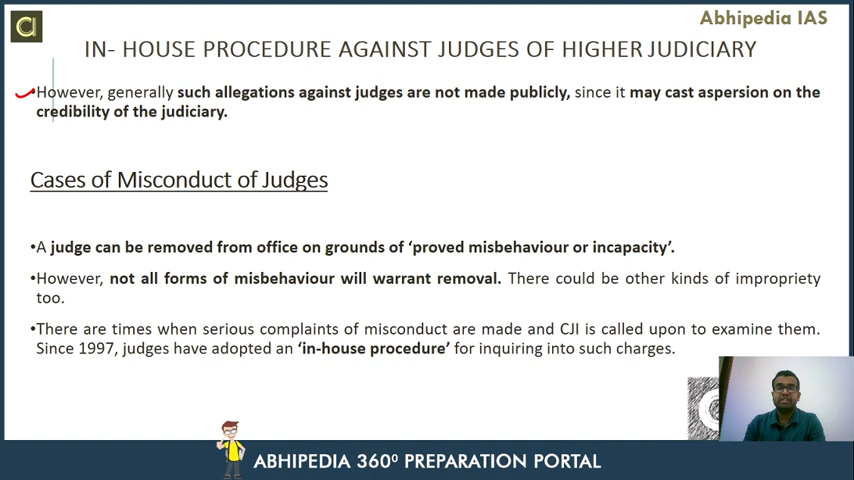 Abhipedia IAS
IN- HOUSE PROCEDURE AGAINST JUDGES OF HIGHER JUDICIARY
•However, generally such allegations against judges are not made publicly, since it may cast aspersion on the
credibility of the judiciary.
Cases of Misconduct of Judges
•A judge can be removed from office on grounds of ‘proved misbehaviour or incapacity’.
•However, not all forms of misbehaviour will warrant removal. There could be other kinds of impropriety
too.
•There are times when serious complaints of misconduct are made and CJI is called upon to examine them.
Since 1997, judges have adopted an ‘in-house procedure’ for inquiring into such charges.
ABHIPEDIA 360⁰ PREPARATION PORTAL